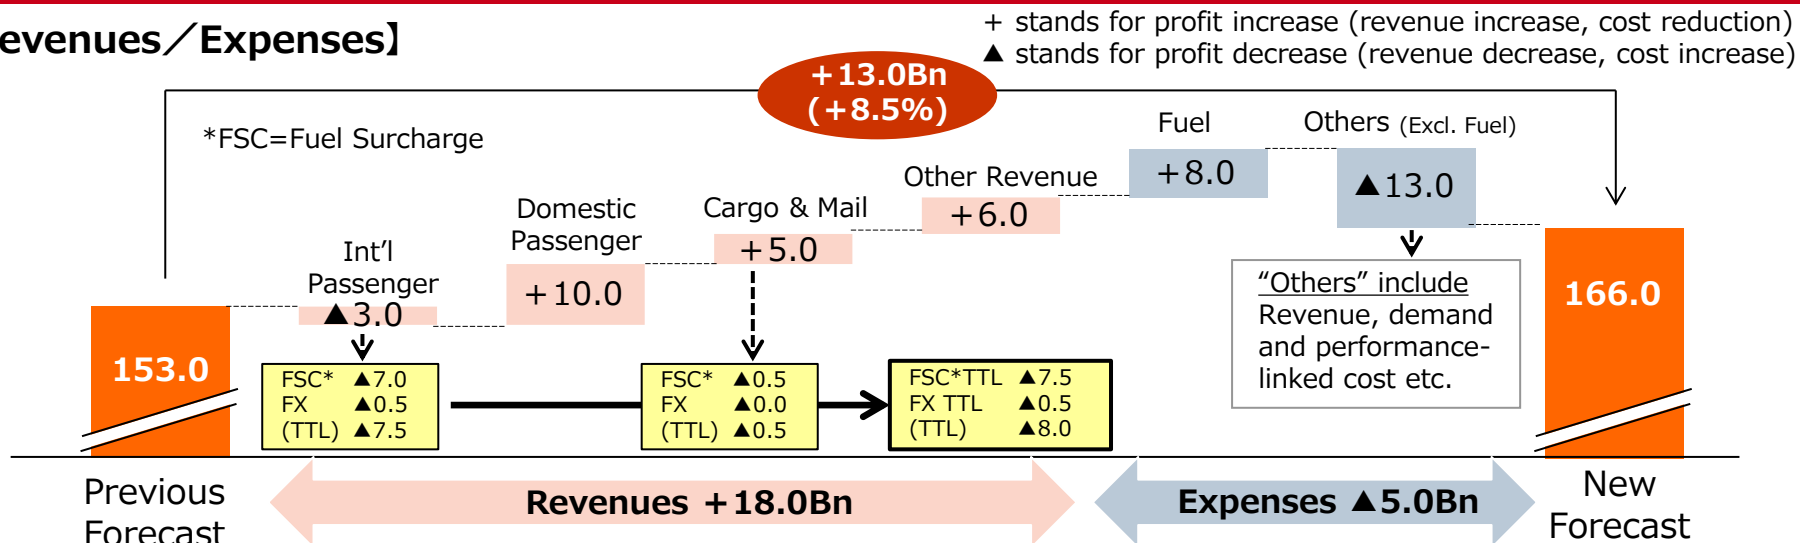 evenues／Expenses】
+ stands for profit increase (revenue increase, cost reduction)
▲ stands for profit decrease (revenue decrease, cost increase)
+13.0Bn
(+8.5%)
*FSC=Fuel Surcharge
153.0
Int’l
Passenger
▲3.0
Domestic
Passenger
+10.0
Cargo & Mail
+5.0
Other Revenue
+6.0
Fuel
+8.0
Others (Excl. Fuel)
▲13.0
166.0
FSC* ▲7.0
FX ▲0.5
(TTL) ▲7.5
FSC* ▲0.5
FX ▲0.0
(TTL) ▲0.5
FSC*TTL ▲7.5
FX TTL ▲0.5
(TTL) ▲8.0
“Others” include
Revenue, demand
and performance-
linked cost etc.
Previous
Forecast
Revenues +18.0Bn
Expenses ▲5.0Bn
New
Forecast